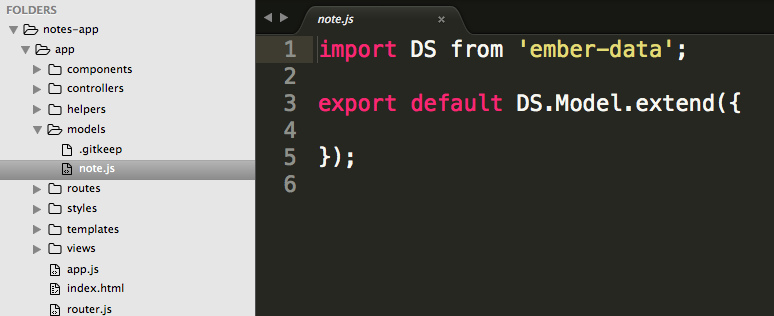 FOLDERS
notes-app
app
components
controllers
helpers
models
.gitkeep
note.js
routes
styles
templates
views
app.js
index.html
router.js
note.js
1 import DS from 'ember-data';
2
3 export default DS.Model.extend({
4
5 });
6